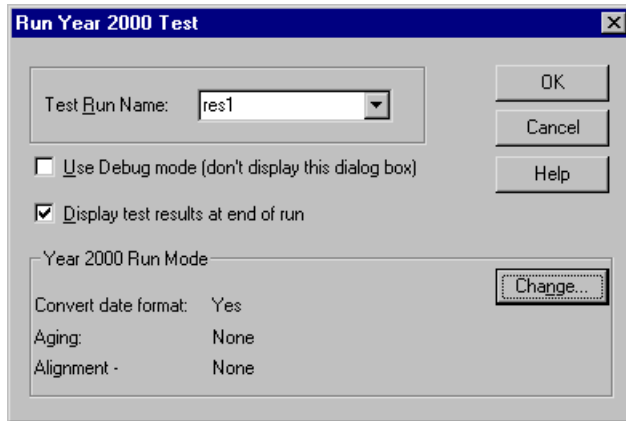 Run Year 2000 Test
Test Run Name:
res1
OK
Cancel
Use Debug mode (don't display this dialog box)
Help
Display test results at end of run
Year 2000 Run Mode
Change...
Convert date format: Yes
Aging: None
Alignment - None